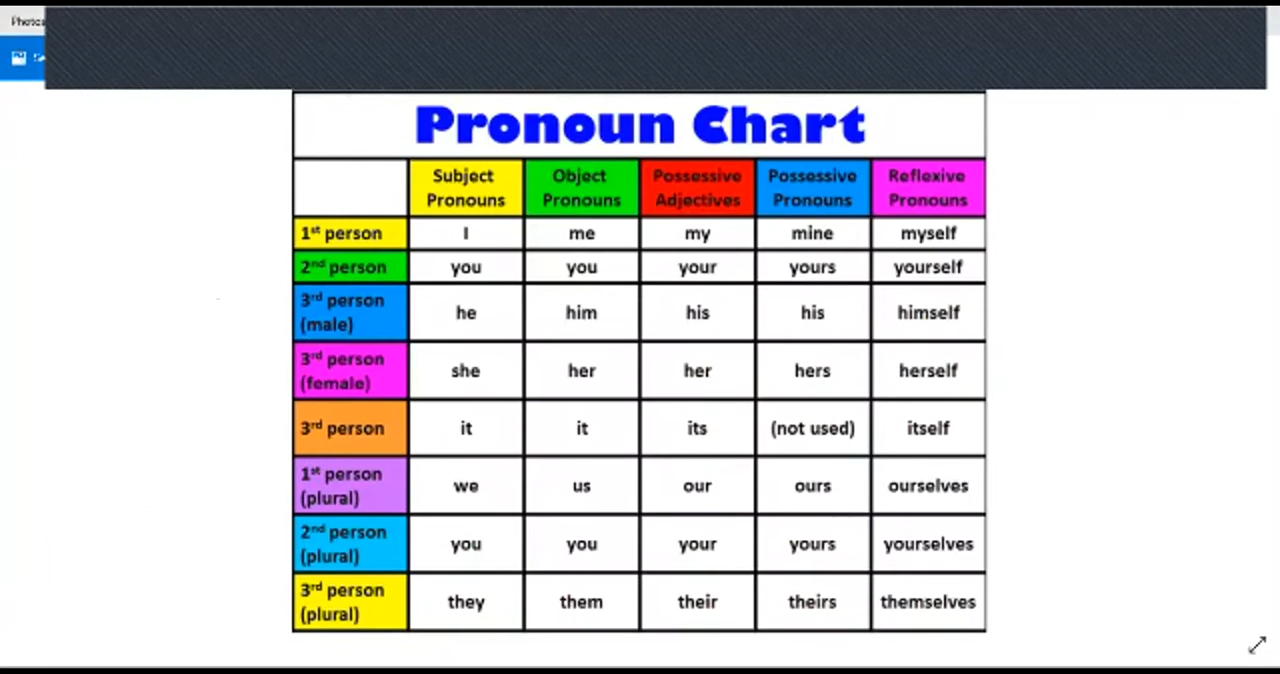 Pronoun Chart
Subject Pronouns Object Pronouns Possessive Adjectives Possessive Pronouns Reflexive Pronouns
1st person I me my mine myself
2nd person you you your yours yourself
3rd person (male) he him his his himself
3rd person (female) she her her hers herself
3rd person it it its (not used) itself
1st person (plural) we us our ours ourselves
2nd person (plural) you you your yours yourselves
3rd person (plural) they them their theirs themselves